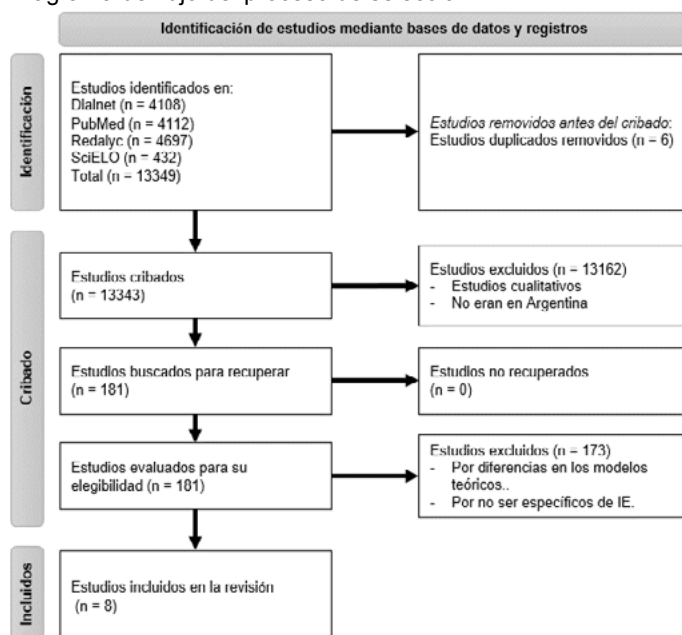 Identificación de estudios mediante bases de datos y registros
Identificación
Estudios identificados en:
Dialnet (n = 4108)
PubMed (n = 4112)
Redalyc (n = 4697)
SciELO (n = 432)
Total (n = 13349)
Estudios removidos antes del cribado:
Estudios duplicados removidos (n = 6)
Cribado
Estudios cribados
(n = 13343)
Estudios excluidos (n = 13162)
- Estudios cualitativos
- No eran en Argentina
Estudios buscados para recuperar
(n = 181)
Estudios no recuperados
(n = 0)
Estudios evaluados para su
elegibilidad (n = 181)
Estudios excluidos (n = 173)
- Por diferencias en los modelos
teóricos..
- Por no ser específicos de IE.
Incluidos
Estudios incluidos en la revisión
(n = 8)